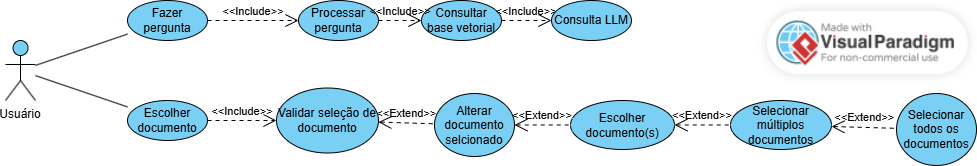 Fazer
pergunta
<<Include>>
Processar
pergunta
<<Include>>
Consultar
base vetorial
<<Include>>
Consulta LLM
Made with
Visual Paradigm
For non-commercial use
Usuário
Escolher
documento
<<Include>>
Validar seleção de
documento
<<Extend>>
Alterar
documento
selcionado
<<Extend>>
Escolher
documento(s)
<<Extend>>
Selecionar
múltiplos
documentos
<<Extend>>
Selecionar
todos os
documentos